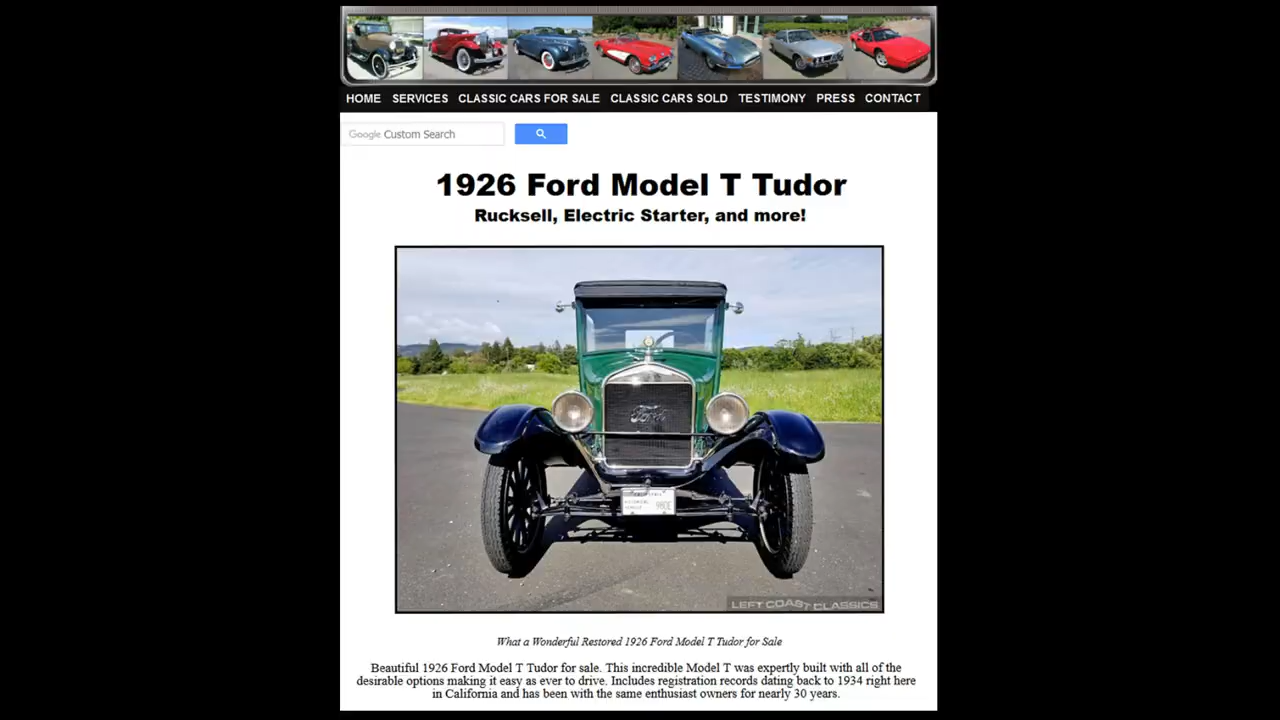 HOME SERVICES CLASSIC CARS FOR SALE CLASSIC CARS SOLD TESTIMONY PRESS CONTACT
Google Custom Search
1926 Ford Model T Tudor
Rucksell, Electric Starter, and more!
Ford
LEFT COAST CLASSICS
What a Wonderful Restored 1926 Ford Model T Tudor for Sale
Beautiful 1926 Ford Model T Tudor for sale. This incredible Model T was expertly built with all of the
desirable options making it easy as ever to drive. Includes registration records dating back to 1934 right here
in California and has been with the same enthusiast owners for nearly 30 years.